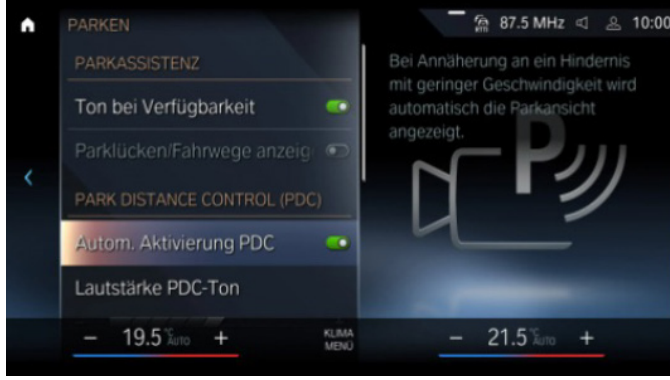 PARKEN
87.5 MHz
10:00
PARKASSISTENZ
Ton bei Verfügbarkeit
Parklücken/Fahrwege anzeig
PARK DISTANCE CONTROL (PDC)
Autom. Aktivierung PDC
Lautstärke PDC-Ton
Bei Annäherung an ein Hindernis
mit geringer Geschwindigkeit wird
automatisch die Parkansicht
angezeigt.
P
− 19.5 °C AUTO +
KLIMA
MENÜ
− 21.5 °C AUTO +